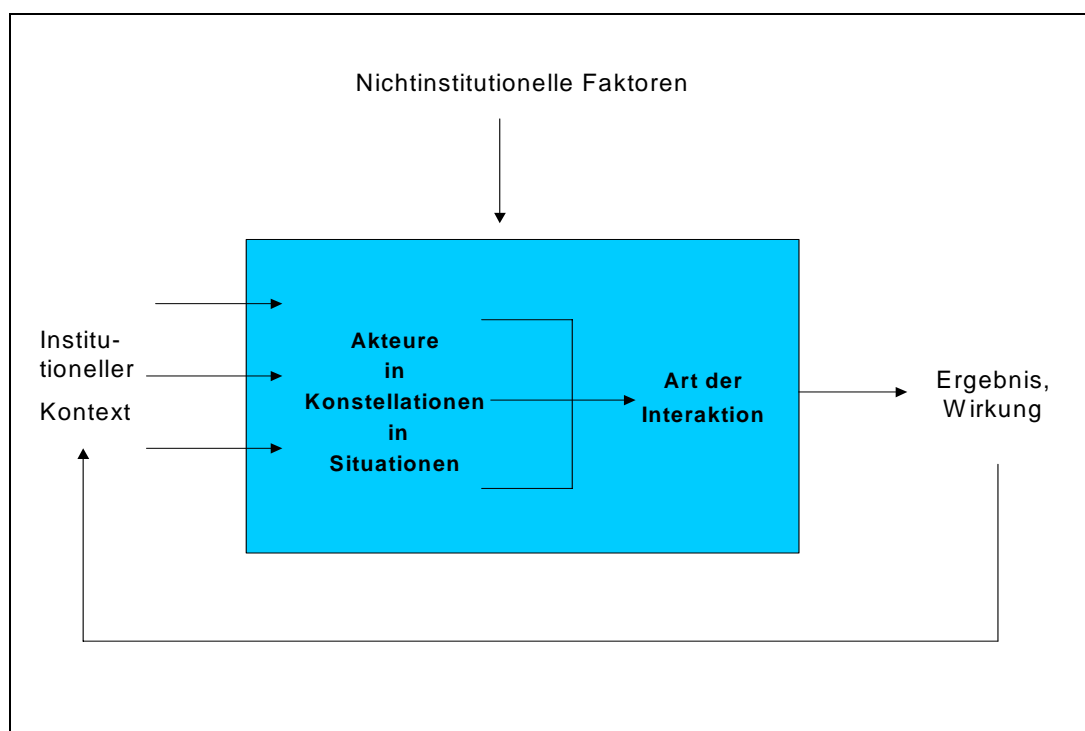 Nichtinstitutionelle Faktoren
Institu-
tioneller
Kontext
Akteure
in
Konstellationen
in
Situationen
Art der
Interaktion
Ergebnis,
Wirkung